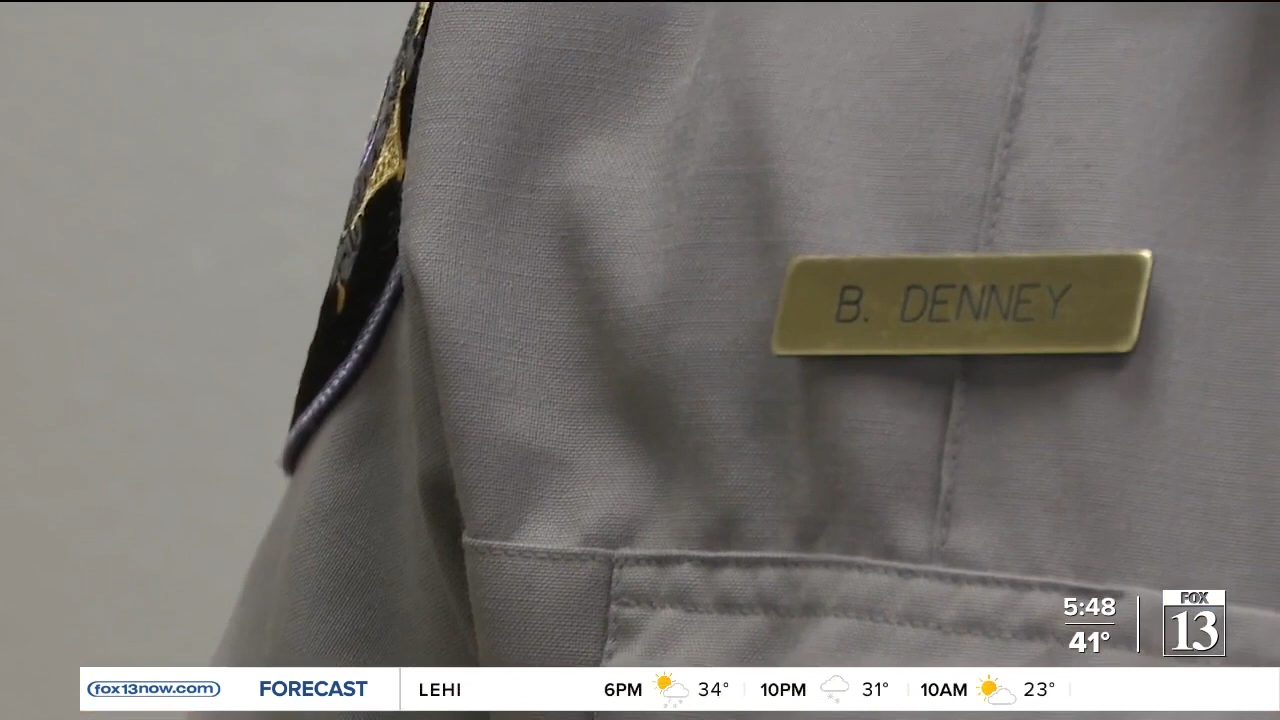 B. DENNEY
5:48
41°
FOX
13
fox13now.com FORECAST LEHI 6PM 34° 10PM 31° 10AM 23°